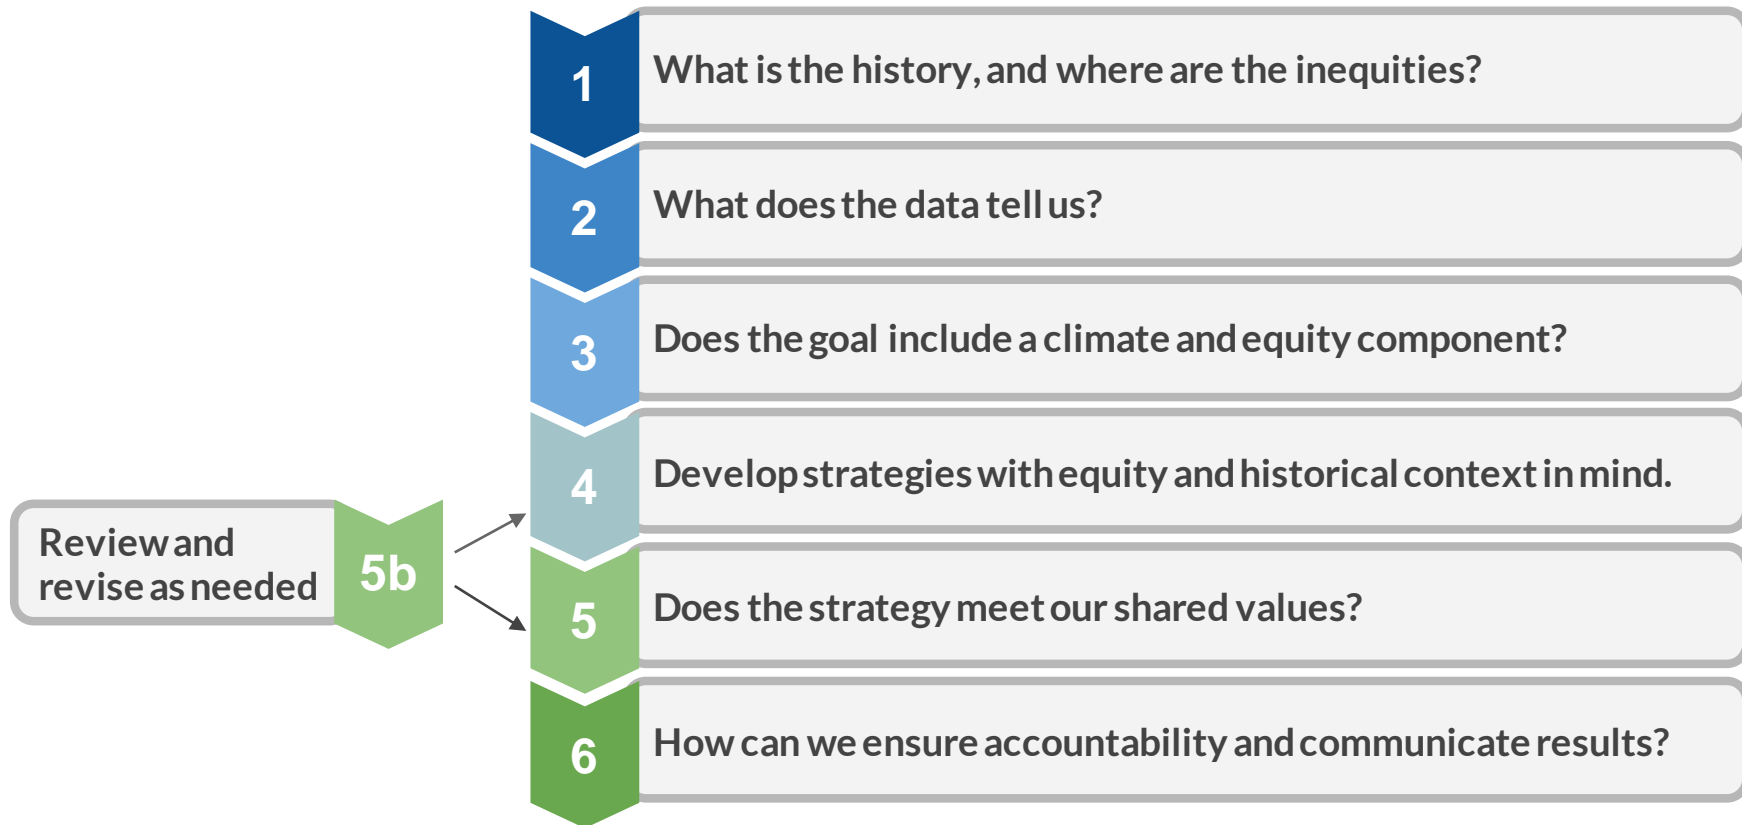 1
What is the history, and where are the inequities?
2
What does the data tell us?
3
Does the goal include a climate and equity component?
4
Develop strategies with equity and historical context in mind.
Review and
revise as needed
5b
5
Does the strategy meet our shared values?
6
How can we ensure accountability and communicate results?